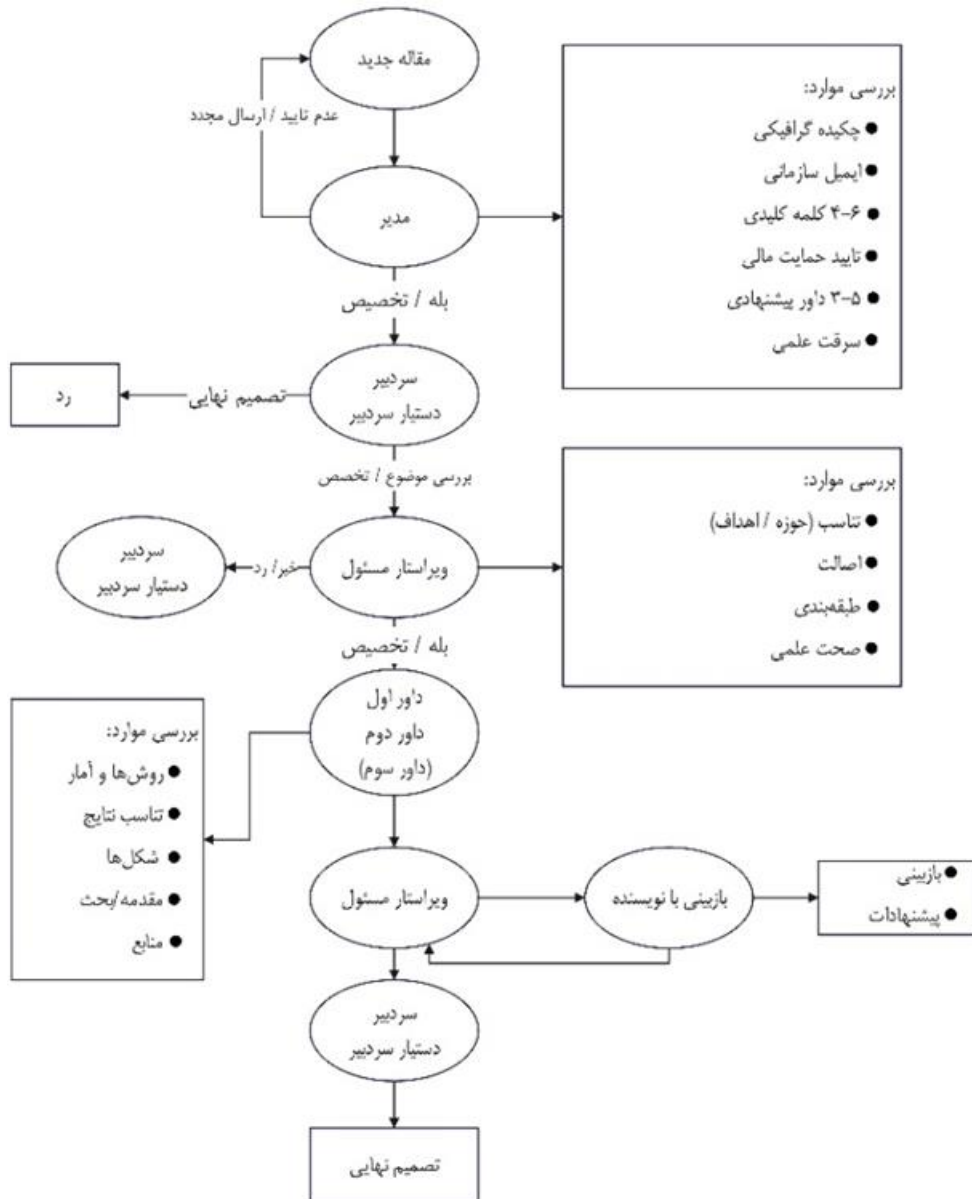 مقاله جدید
عدم تایید / ارسال مجدد
مدیر
بررسی موارد:
● چکیده گرافیکی
● ایمیل سازمانی
● ۴-۶ کلمه کلیدی
● تایید حمایت مالی
● ۳-۵ داور پیشنهادی
● سرقت علمی
بله / تخصیص
سردبیر
دستیار سردبیر
تصمیم نهایی
رد
بررسی موضوع / تخصص
ویراستار مسئول
خیر/ رد
سردبیر
دستیار سردبیر
بررسی موارد:
● تناسب (حوزه / اهداف)
● اصالت
● طبقه‌بندی
● صحت علمی
بله / تخصیص
داور اول
داور دوم
(داور سوم)
بررسی موارد:
● روش‌ها و آمار
● تناسب نتایج
● شکل‌ها
● مقدمه/بحث
● منابع
ویراستار مسئول
بازبینی با نویسنده
● بازبینی
● پیشنهادات
سردبیر
دستیار سردبیر
تصمیم نهایی